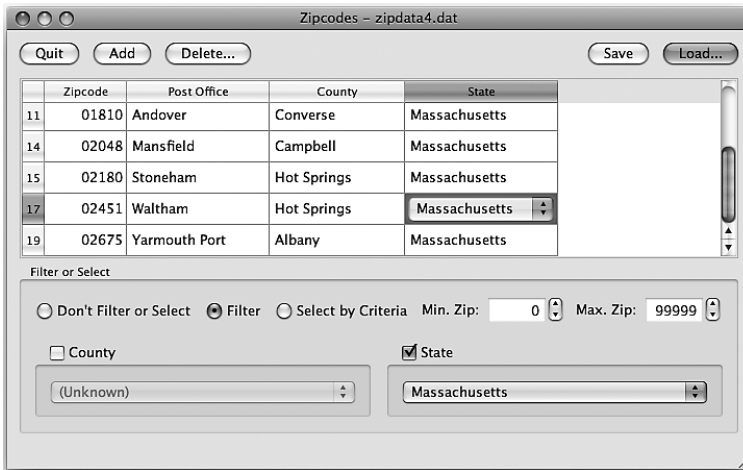 Zipcodes – zipdata4.dat
Quit Add Delete... Save Load...
Zipcode Post Office County State
11 01810 Andover Converse Massachusetts
14 02048 Mansfield Campbell Massachusetts
15 02180 Stoneham Hot Springs Massachusetts
17 02451 Waltham Hot Springs Massachusetts
19 02675 Yarmouth Port Albany Massachusetts
Filter or Select
Don't Filter or Select Filter Select by Criteria Min. Zip: 0 Max. Zip: 99999
County State
(Unknown) Massachusetts